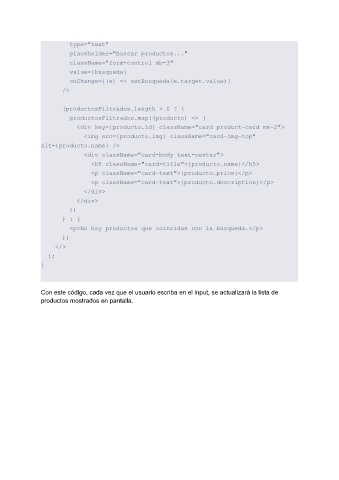 type="text"
placeholder="Buscar productos..."
className="form-control mb-3"
value={busqueda}
onChange={(e) => setBusqueda(e.target.value)}
/>
{productosFiltrados.length > 0 ? (
productosFiltrados.map((producto) => (
<div key={producto.id} className="card product-card mx-2">
<img src={producto.img} className="card-img-top"
alt={producto.name} />
<div className="card-body text-center">
<h5 className="card-title">{producto.name}</h5>
<p className="card-text">{producto.price}</p>
<p className="card-text">{producto.description}</p>
</div>
</div>
))
) : (
<p>No hay productos que coincidan con la búsqueda.</p>
)}
</>
);
}
Con este código, cada vez que el usuario escriba en el input, se actualizará la lista de
productos mostrados en pantalla.